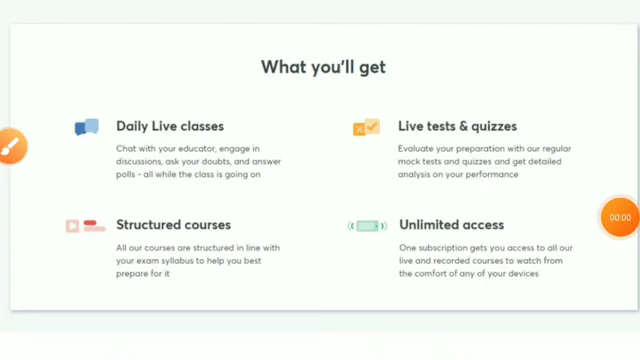 What you'll get
Daily Live classes
Chat with your educator, engage in
discussions, ask your doubts, and answer
polls - all while the class is going on
Live tests & quizzes
Evaluate your preparation with our regular
mock tests and quizzes and get detailed
analysis on your performance
Structured courses
All our courses are structured in line with
your exam syllabus to help you best
prepare for it
Unlimited access
One subscription gets you access to all our
live and recorded courses to watch from
the comfort of any of your devices
00:00